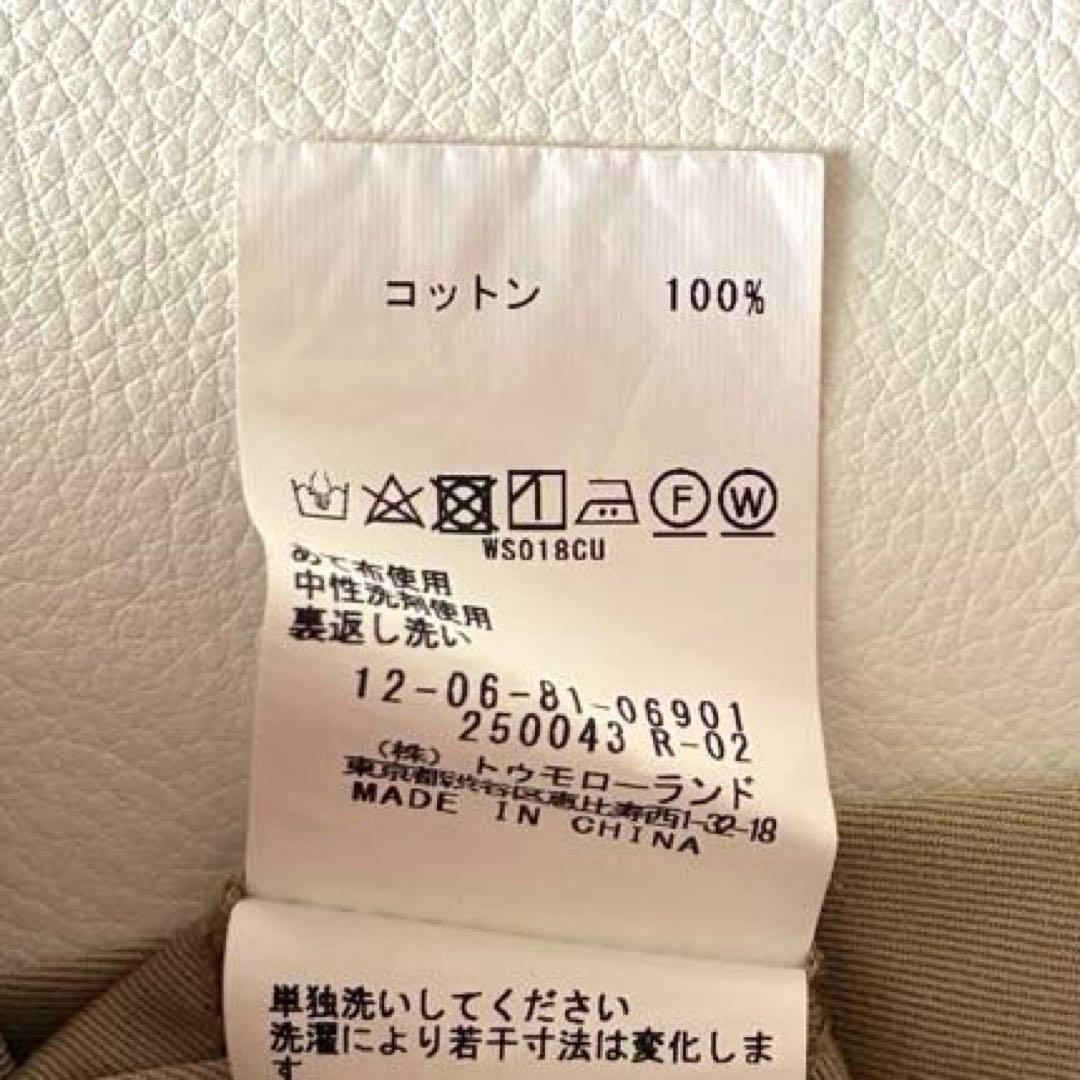 コットン 100%
F W
WS018CU
あて布使用
中性洗剤使用
裏返し洗い
12-06-81-06901
250043 R-02
(株) トゥモローランド
東京都渋谷区恵比寿西1-32-18
MADE IN CHINA
単独洗いしてください
洗濯により若干寸法は変化しま
す